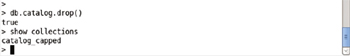 >
> db.catalog.drop()
true
> show collections
catalog_capped
>